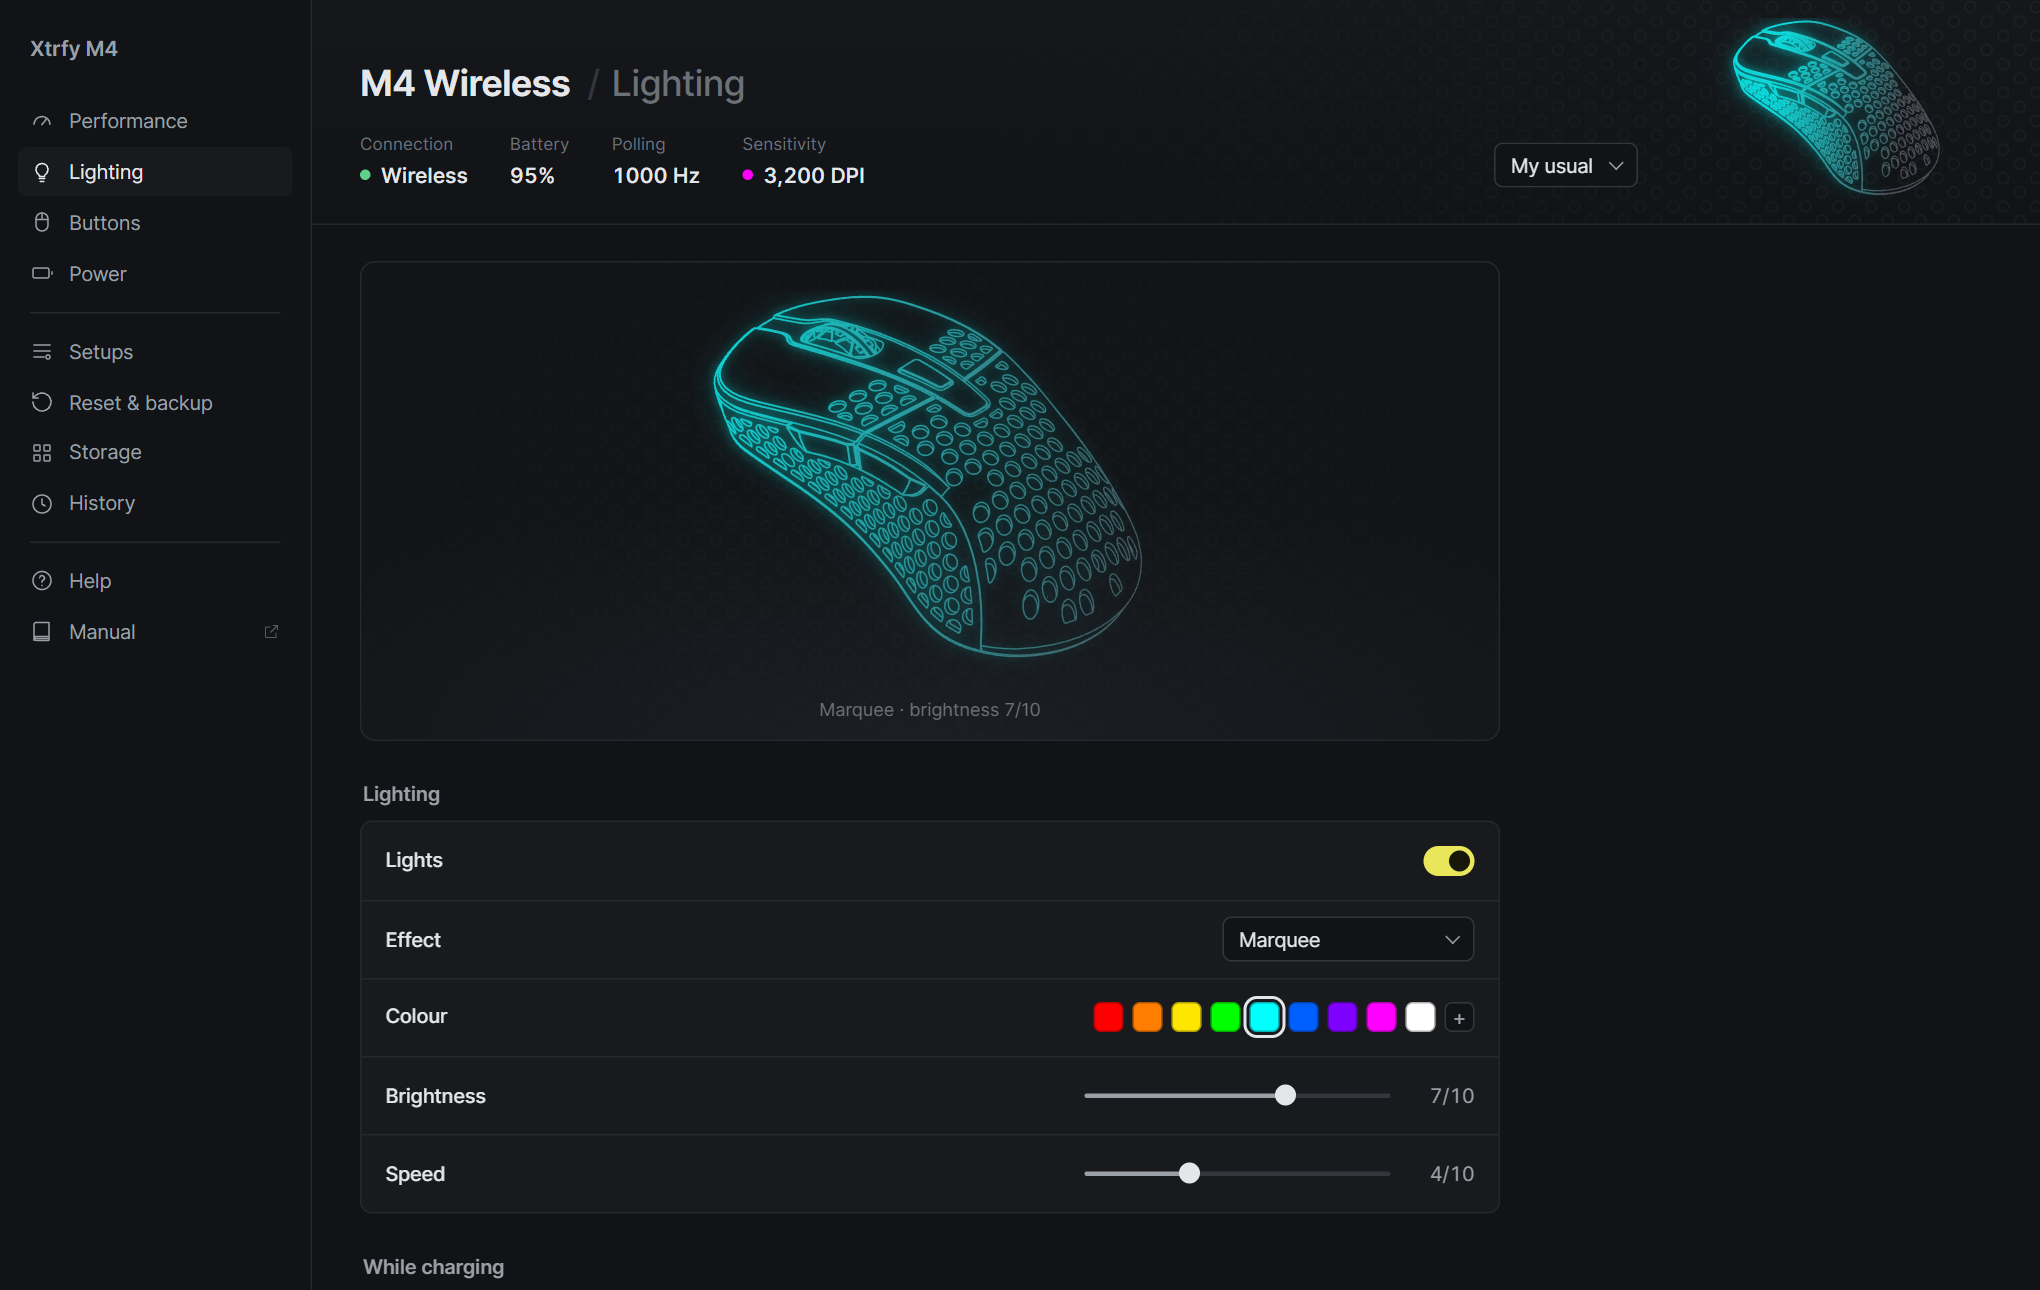 Xtrfy M4
Performance
Lighting
Buttons
Power
Setups
Reset & backup
Storage
History
Help
Manual
M4 Wireless / Lighting
Connection
Wireless
Battery
95%
Polling
1000 Hz
Sensitivity
3,200 DPI
My usual
Marquee · brightness 7/10
Lighting
Lights
Effect
Marquee
Colour
+
Brightness
7/10
Speed
4/10
While charging